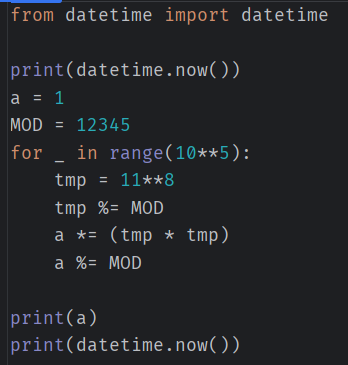 from datetime import datetime
print(datetime.now())
a = 1
MOD = 12345
for _ in range(10**5):
    tmp = 11**8
    tmp %= MOD
    a *= (tmp * tmp)
    a %= MOD
print(a)
print(datetime.now())